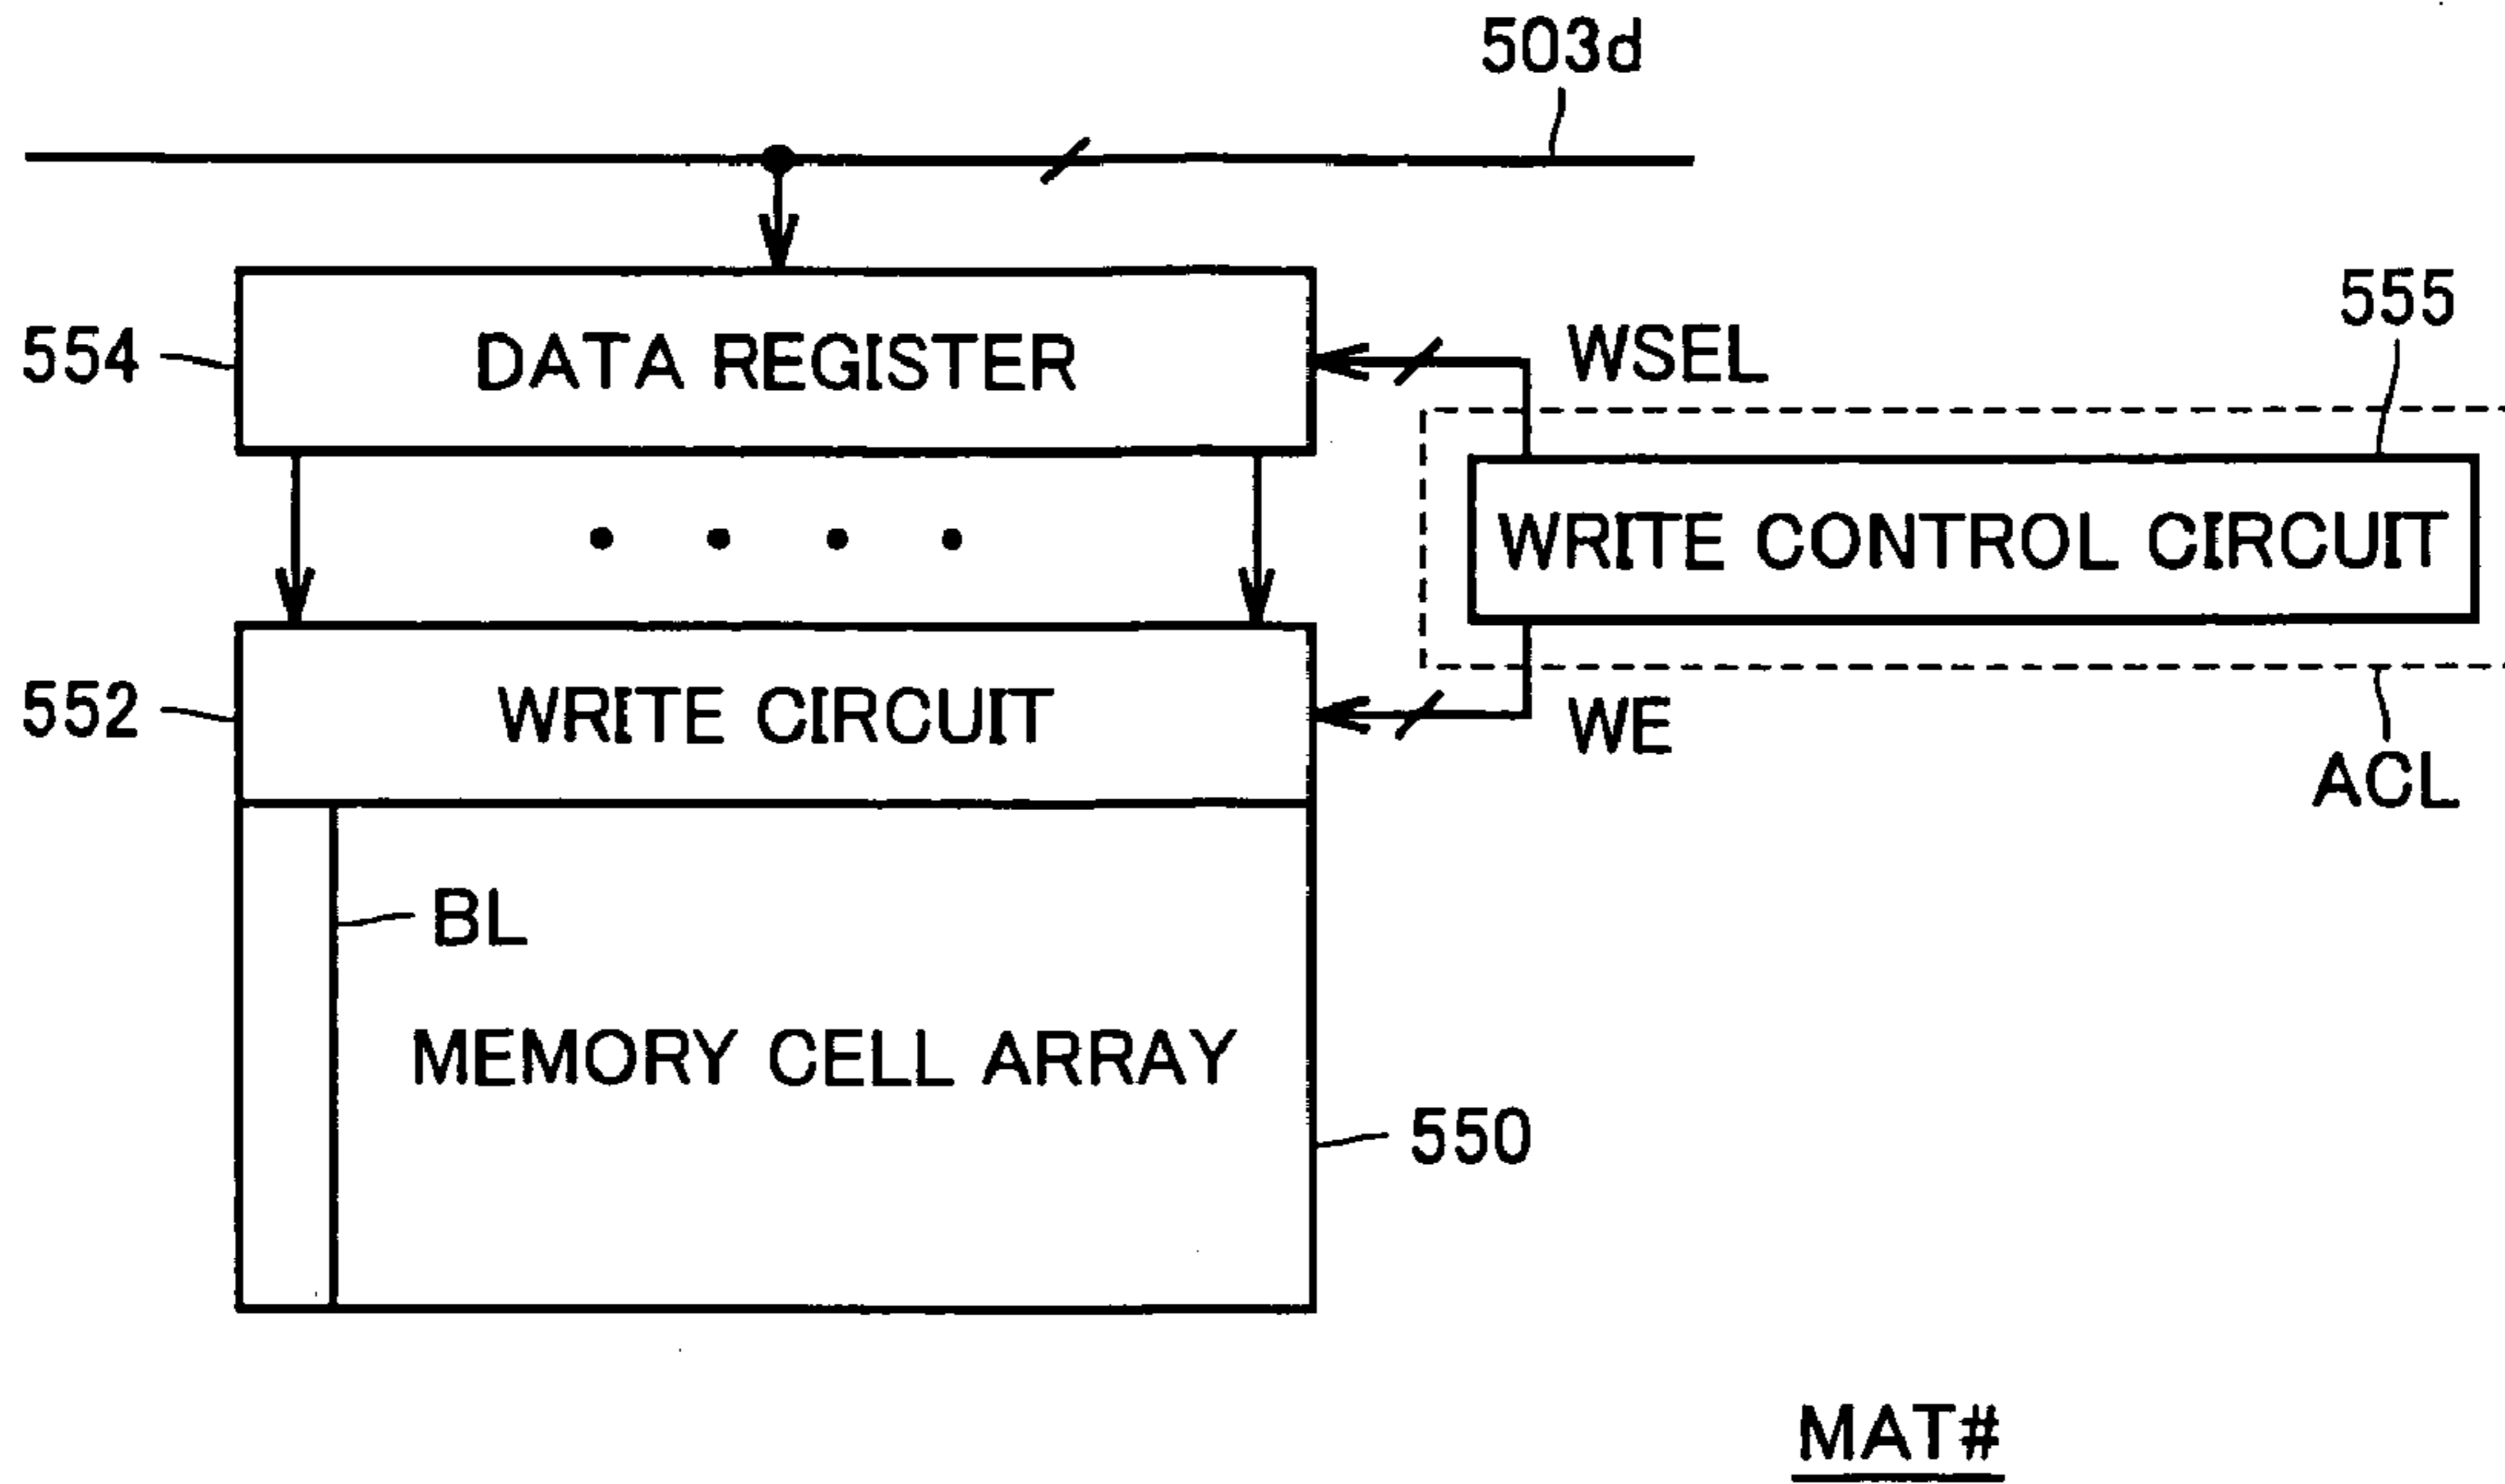 503d
554
DATA REGISTER
WSEL
555
WRITE CONTROL CIRCUIT
552
WRITE CIRCUIT
WE
ACL
BL
MEMORY CELL ARRAY
550
MAT#